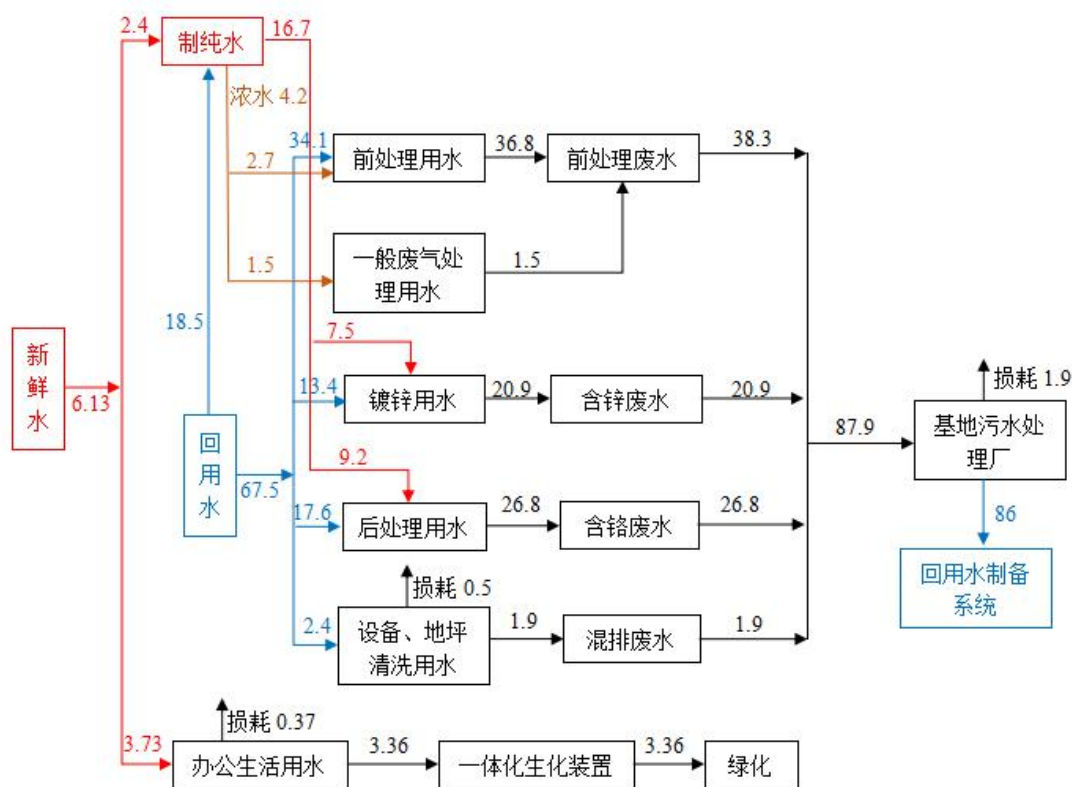 2.4
制纯水
16.7
浓水 4.2
34.1
前处理用水
36.8
前处理废水
38.3
2.7
一般废气处
理用水
1.5
1.5
18.5
新
鲜
水
6.13
7.5
13.4
镀锌用水
20.9
含锌废水
20.9
损耗 1.9
87.9
基地污水处
理厂
回
用
水
67.5
9.2
17.6
后处理用水
26.8
含铬废水
26.8
86
回用水制备
系统
损耗 0.5
2.4
设备、地坪
清洗用水
1.9
混排废水
1.9
损耗 0.37
3.73
办公生活用水
3.36
一体化生化装置
3.36
绿化